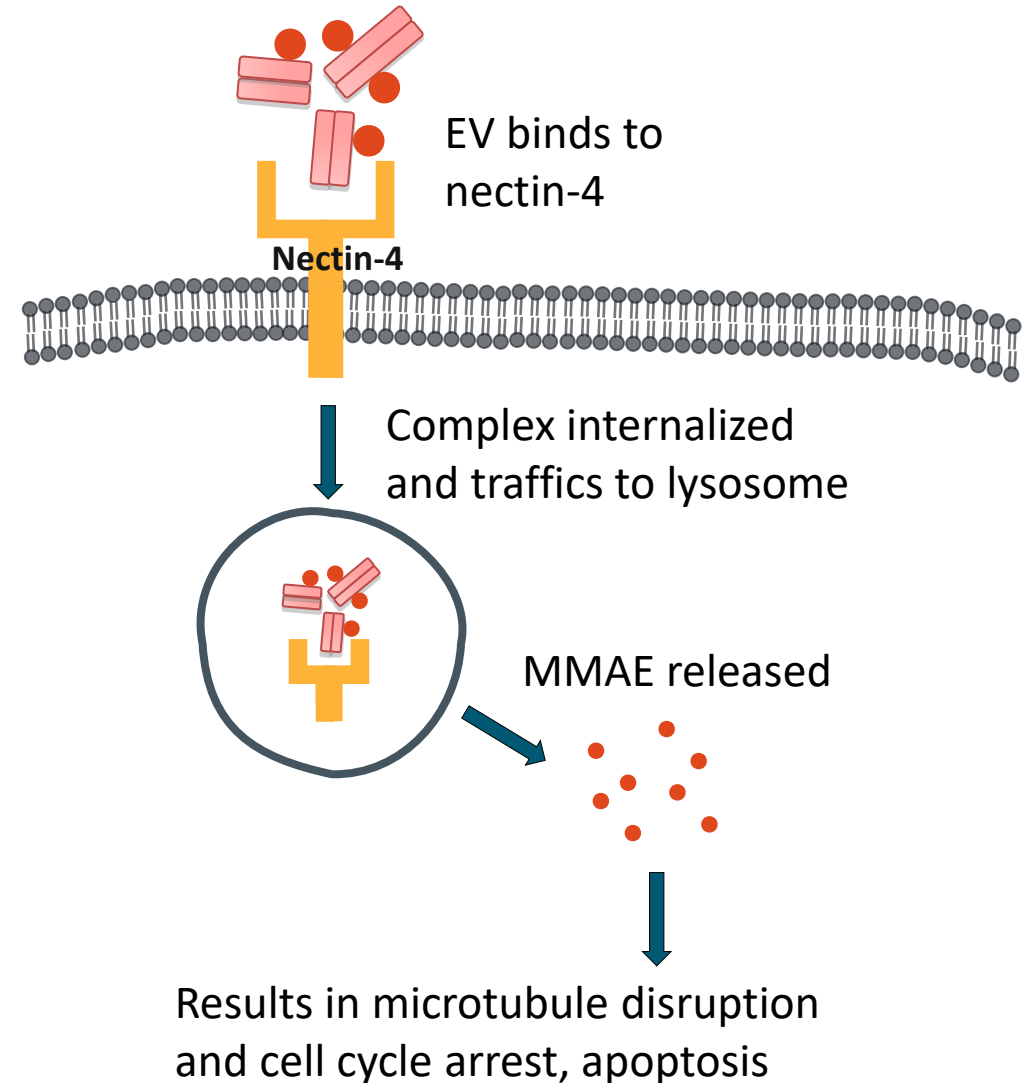 EV binds to
nectin-4
Nectin-4
Complex internalized
and traffics to lysosome
MMAE released
Results in microtubule disruption
and cell cycle arrest, apoptosis